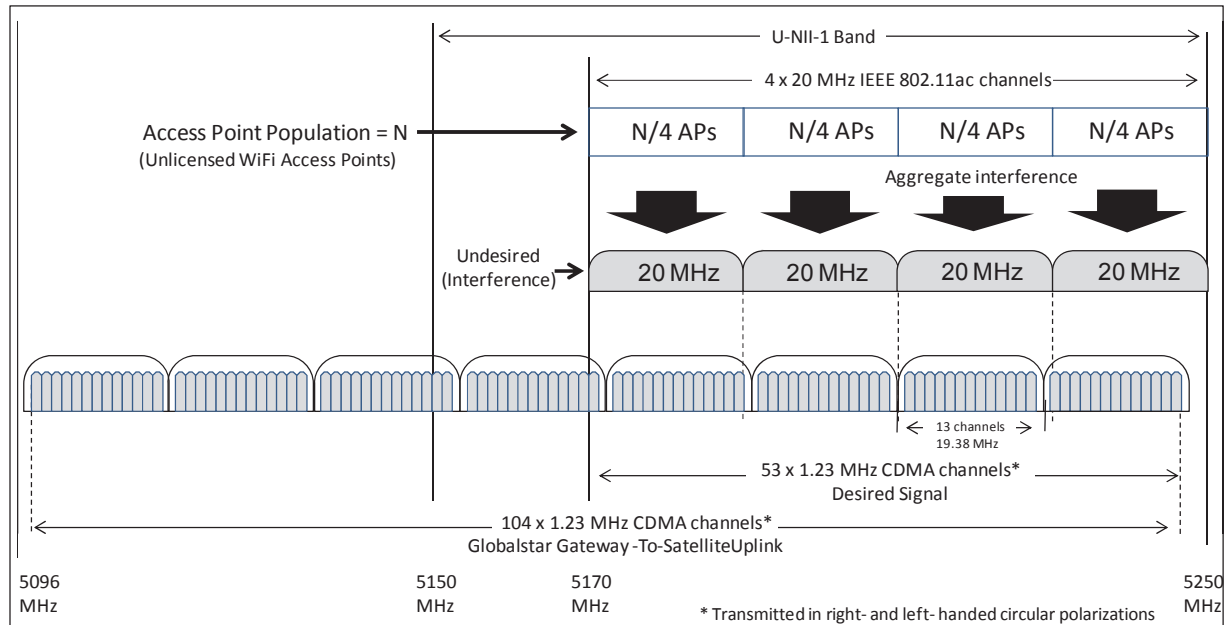 U-NII-1 Band
4 x 20 MHz IEEE 802.11ac channels
Access Point Population = N
(Unlicensed WiFi Access Points)
N/4 APs
N/4 APs
N/4 APs
N/4 APs
Aggregate interference
Undesired
(Interference)
20 MHz
20 MHz
20 MHz
20 MHz
13 channels
19.38 MHz
53 x 1.23 MHz CDMA channels*
Desired Signal
104 x 1.23 MHz CDMA channels*
Globalstar Gateway -To-SatelliteUplink
5096
MHz
5150
MHz
5170
MHz
5250
MHz
* Transmitted in right- and left- handed circular polarizations